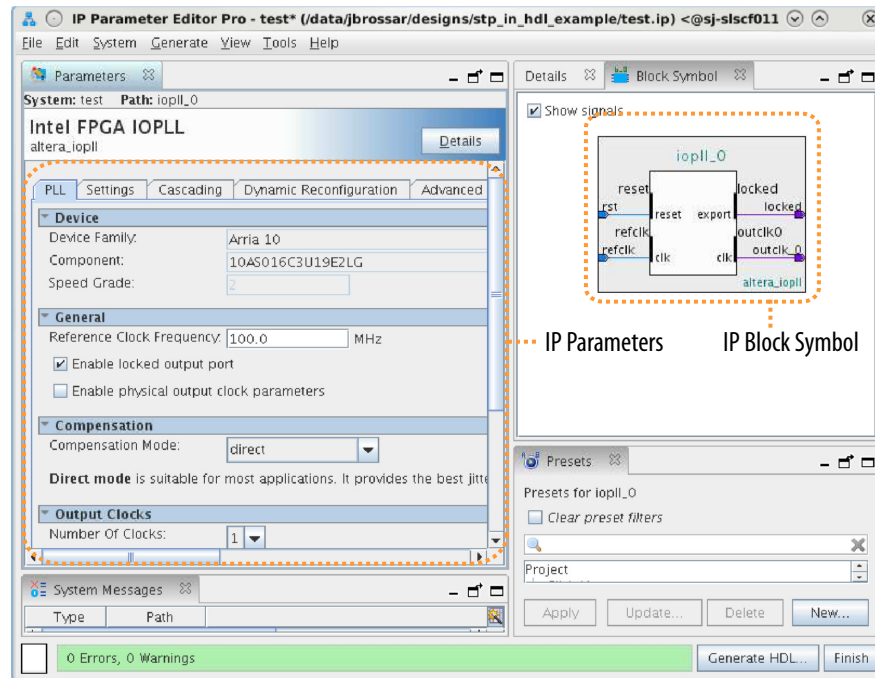 IP Parameter Editor Pro - test* (/data/jbrossar/designs/stp_in_hdl_example/test.ip) <@sj-slscf011
File Edit System Generate View Tools Help
Parameters
System: test Path: iopll_0
Intel FPGA IOPLL
altera_iopll
Details
PLL Settings Cascading Dynamic Reconfiguration Advanced
Device
Device Family: Arria 10
Component: 10AS016C3U19E2LG
Speed Grade: 2
General
Reference Clock Frequency: 100.0 MHz
Enable locked output port
Enable physical output clock parameters
Compensation
Compensation Mode: direct
Direct mode is suitable for most applications. It provides the best jitte
Output Clocks
Number Of Clocks: 1
System Messages
Type Path
0 Errors, 0 Warnings
Details Block Symbol
Show signals
iopll_0
reset locked
rst reset export locked
refclk outclk0
refclk clk clk outclk_0
altera_iopll
IP Parameters IP Block Symbol
Presets
Presets for iopll_0
Clear preset filters
Project
Apply Update... Delete New...
Generate HDL... Finish